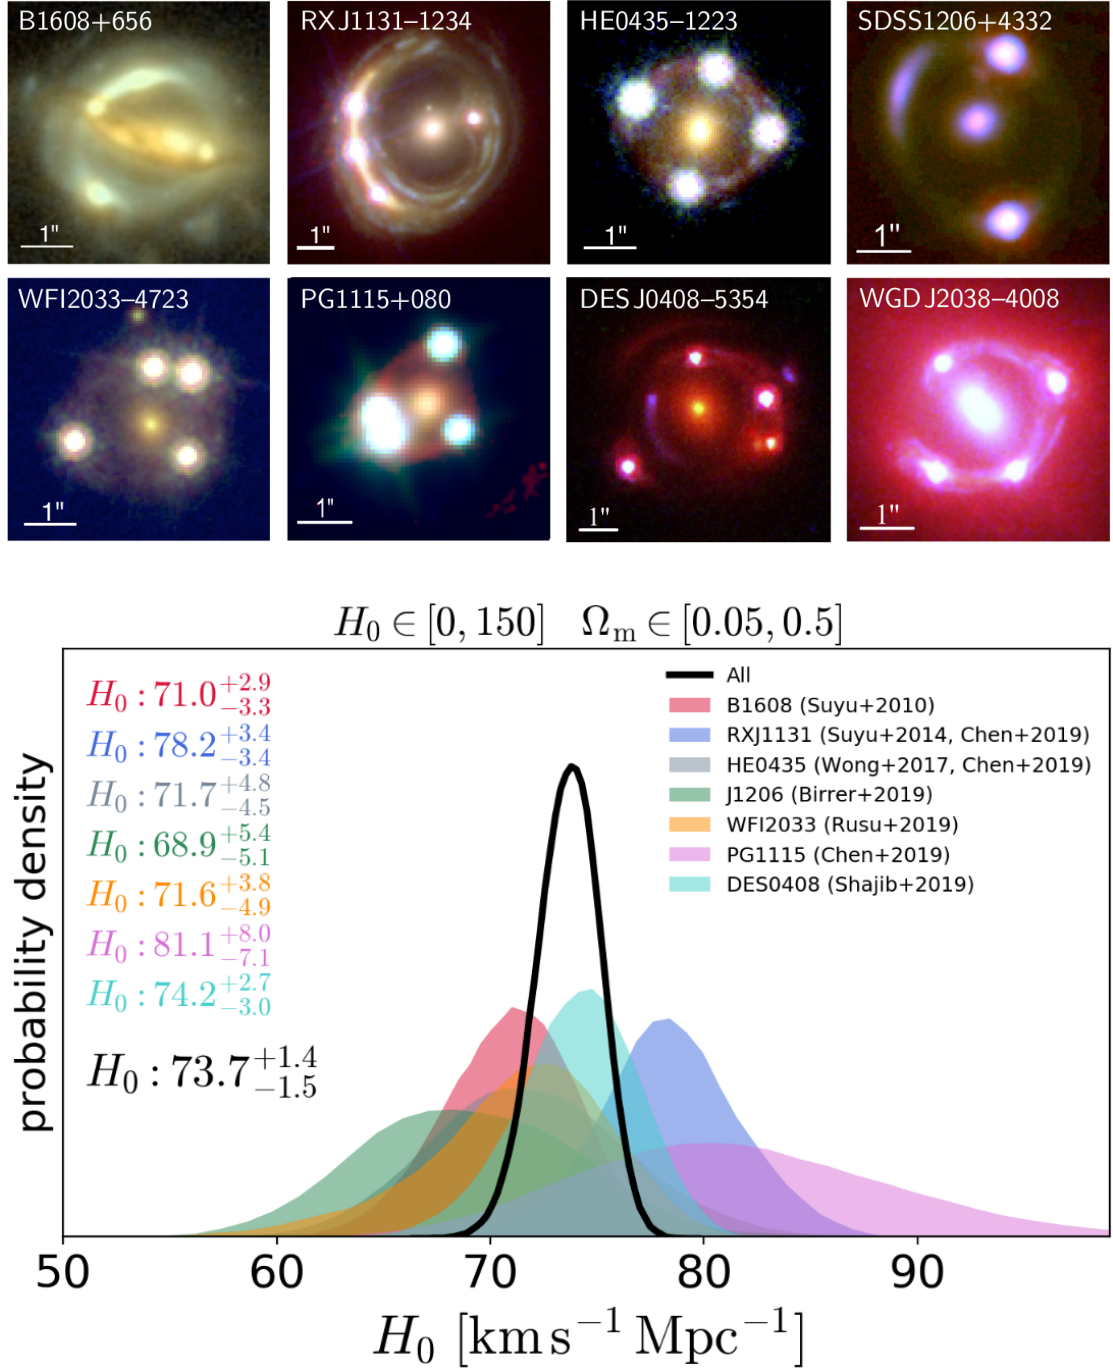 B1608+656
RXJ1131–1234
HE0435–1223
SDSS1206+4332
1"
1"
1"
1"
WFI2033–4723
PG1115+080
DES J0408–5354
WGD J2038–4008
1"
1"
1"
1"
H₀ ∈ [0, 150] Ωₘ ∈ [0.05, 0.5]
H₀ : 71.0 +2.9 −3.3
H₀ : 78.2 +3.4 −3.4
H₀ : 71.7 +4.8 −4.5
H₀ : 68.9 +5.4 −5.1
H₀ : 71.6 +3.8 −4.9
H₀ : 81.1 +8.0 −7.1
H₀ : 74.2 +2.7 −3.0
H₀ : 73.7 +1.4 −1.5
All
B1608 (Suyu+2010)
RXJ1131 (Suyu+2014, Chen+2019)
HE0435 (Wong+2017, Chen+2019)
J1206 (Birrer+2019)
WFI2033 (Rusu+2019)
PG1115 (Chen+2019)
DES0408 (Shajib+2019)
probability density
50 60 70 80 90
H₀ [km s⁻¹ Mpc⁻¹]